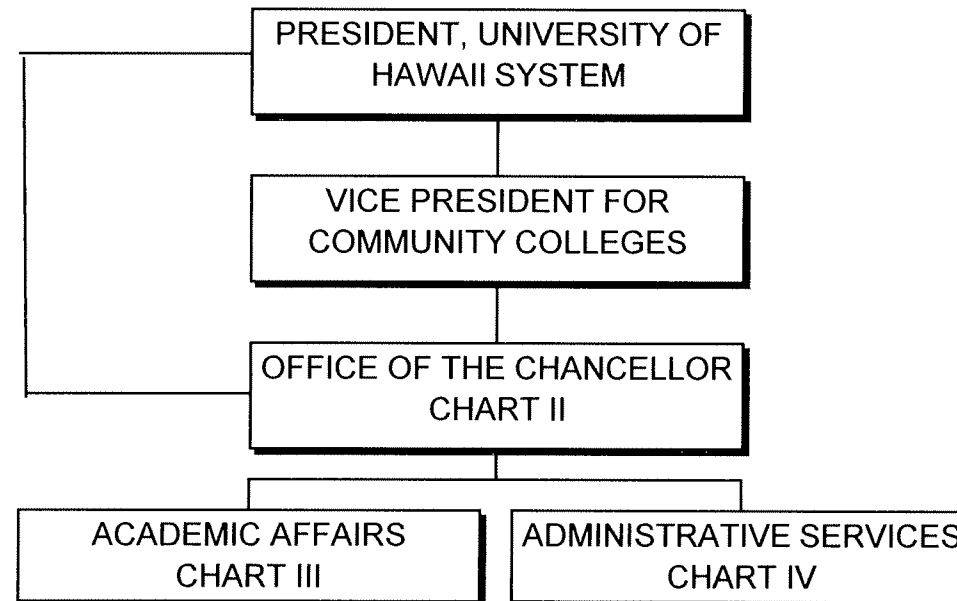 PRESIDENT, UNIVERSITY OF
HAWAII SYSTEM
VICE PRESIDENT FOR
COMMUNITY COLLEGES
OFFICE OF THE CHANCELLOR
CHART II
ACADEMIC AFFAIRS
CHART III
ADMINISTRATIVE SERVICES
CHART IV